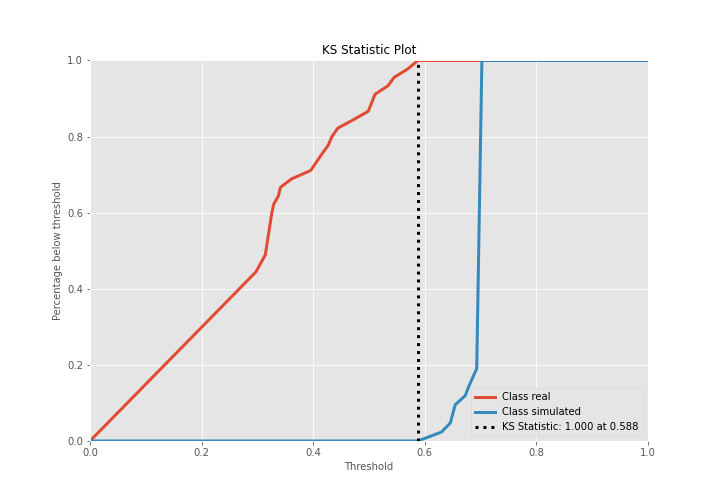 KS Statistic Plot
Percentage below threshold
1.0
0.8
0.6
0.4
0.2
0.0
Class real
Class simulated
KS Statistic: 1.000 at 0.588
0.0 0.2 0.4 0.6 0.8 1.0
Threshold